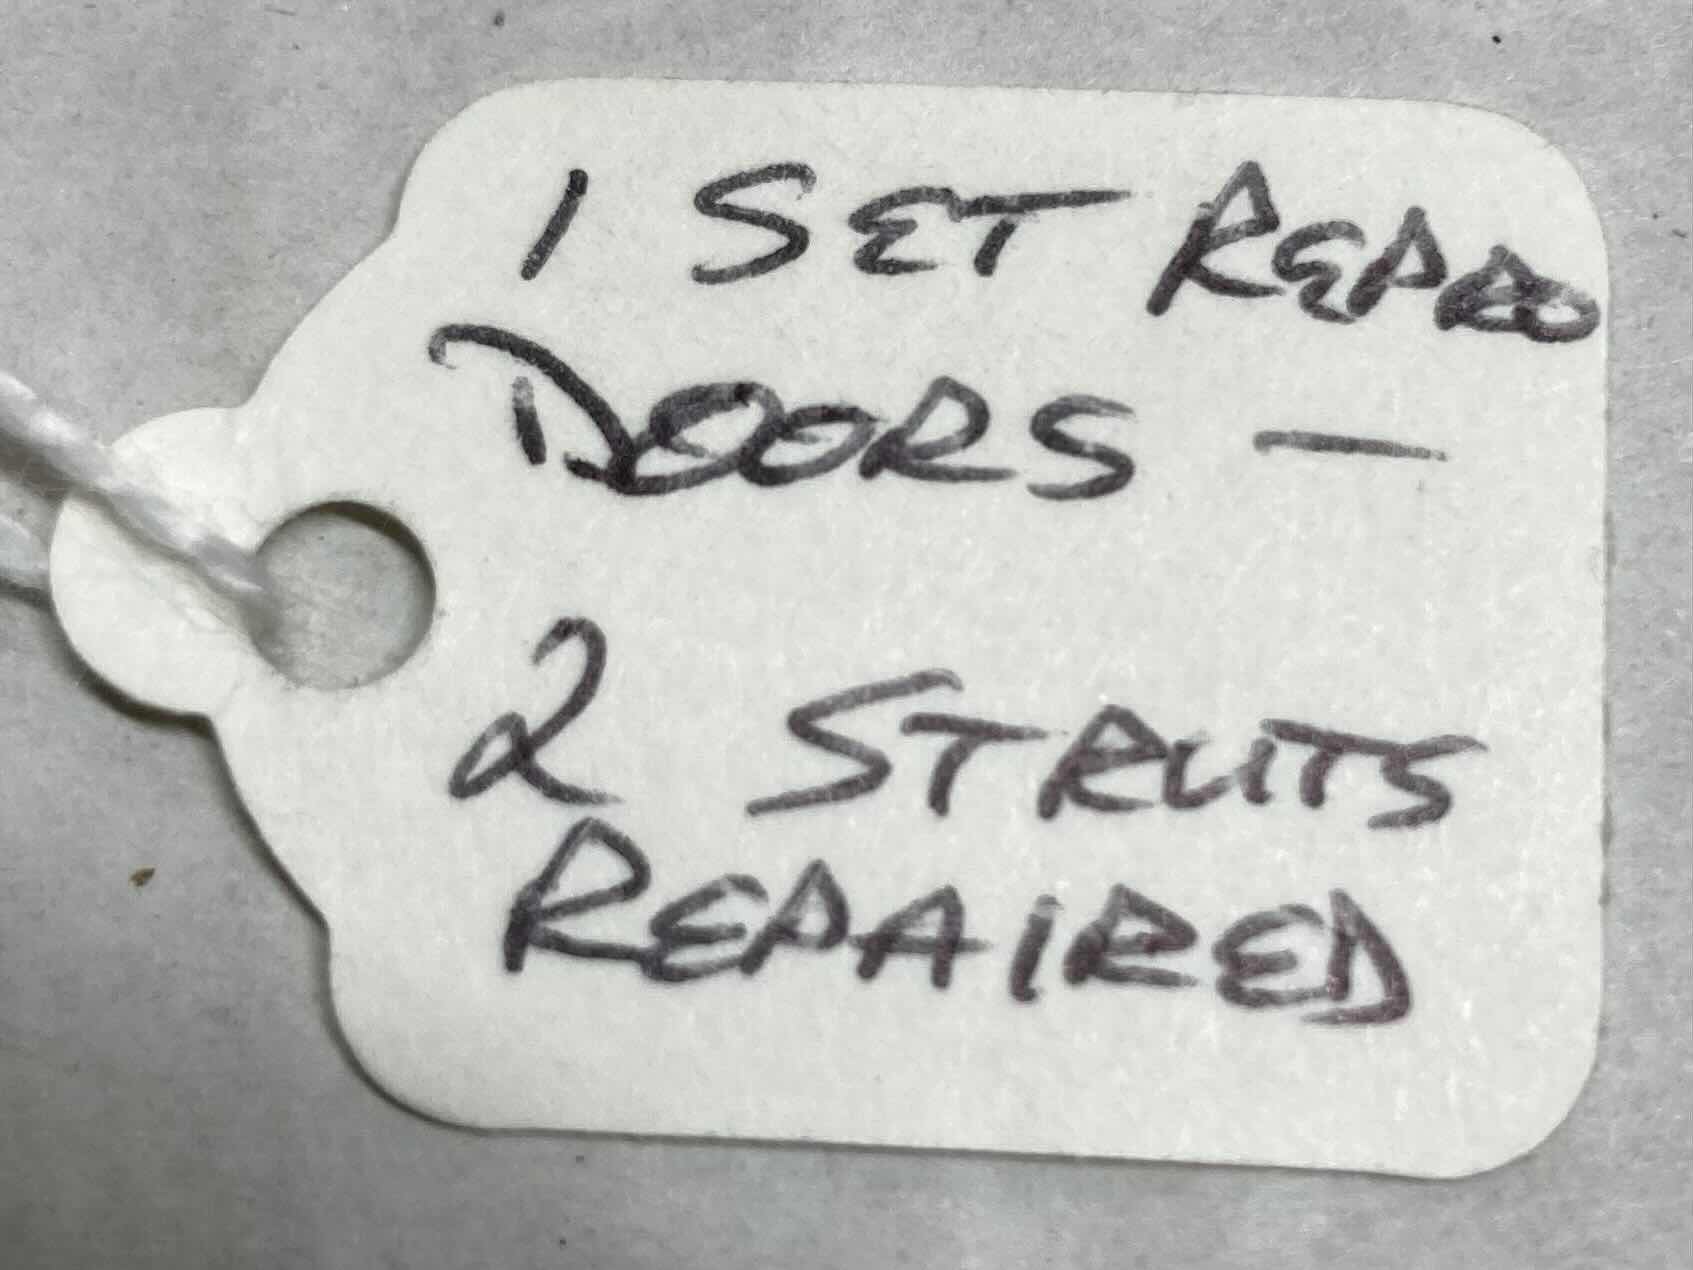 1 SET REPRO
DOORS -
2 STRUTS
REPAIRED